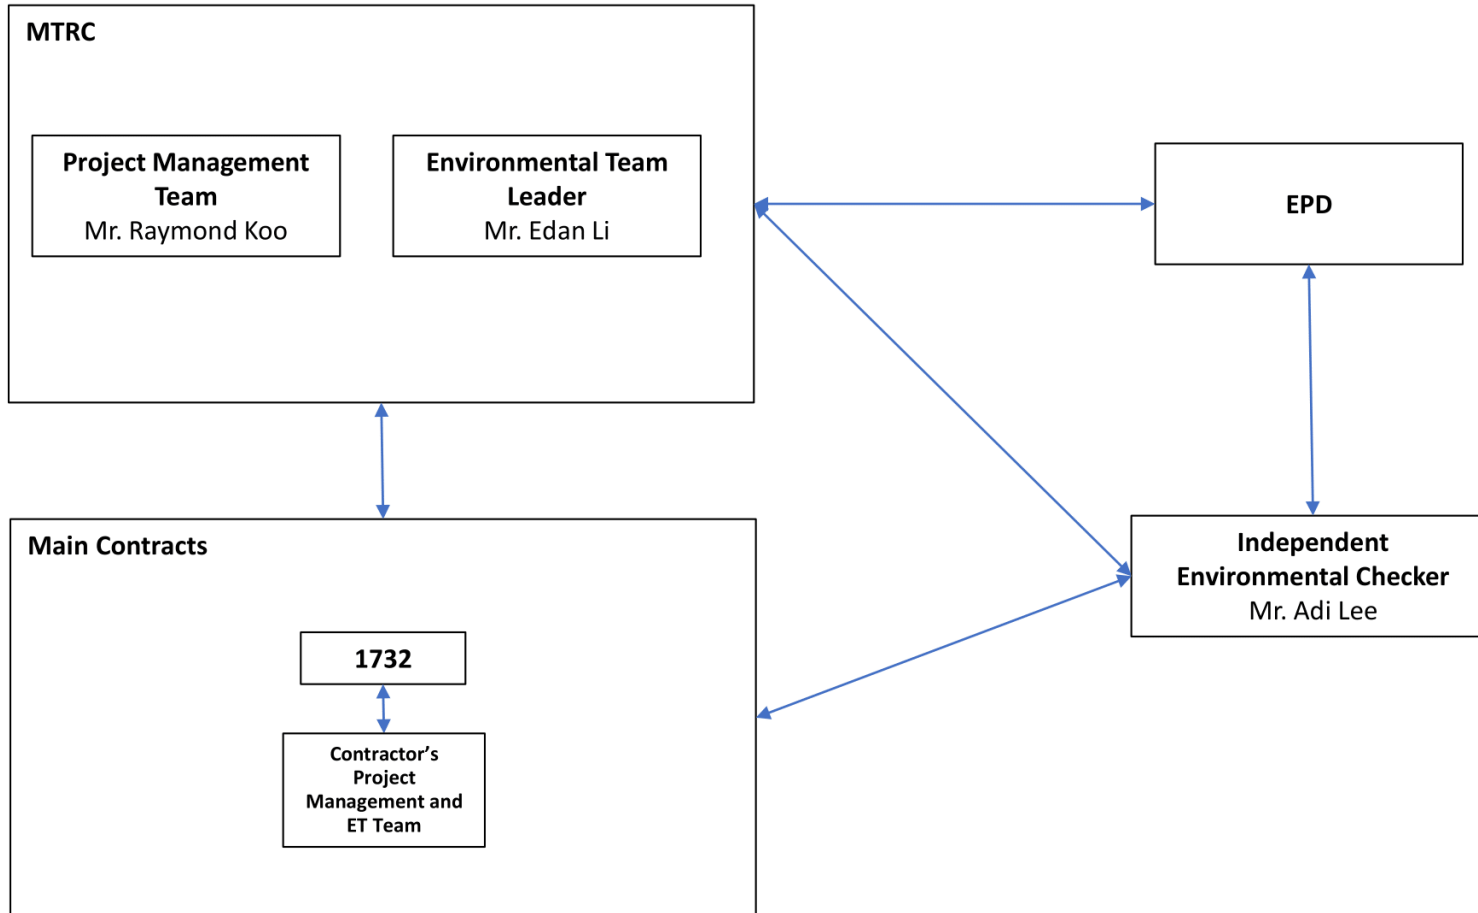 MTRC
Project Management
Team
Mr. Raymond Koo
Environmental Team
Leader
Mr. Edan Li
EPD
Independent
Environmental Checker
Mr. Adi Lee
Main Contracts
1732
Contractor’s
Project
Management and
ET Team